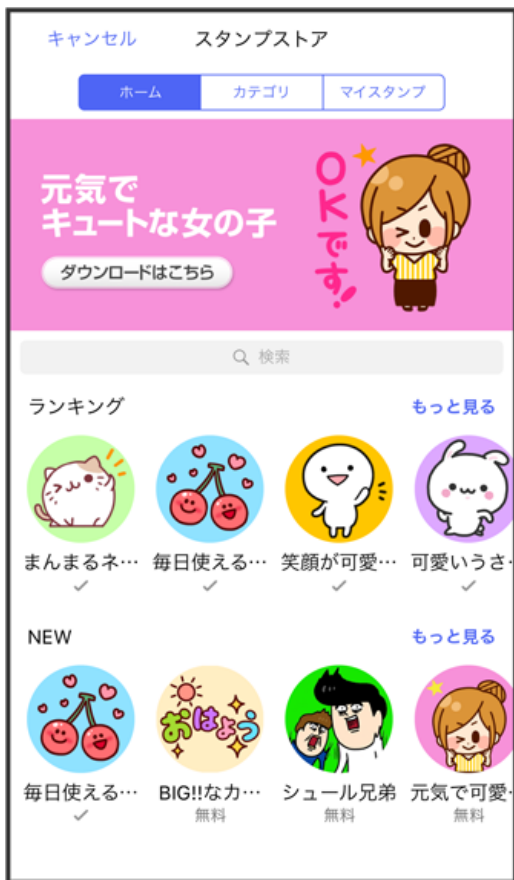 キャンセル
スタンプストア
ホーム
カテゴリ
マイスタンプ
元気で
キュートな女の子
ダウンロードはこちら
OKです!
検索
ランキング
もっと見る
まんまるネ…
毎日使える…
笑顔が可愛…
可愛いうさ
NEW
もっと見る
おはよう
毎日使える…
BIG!!なカ…
シュール兄弟
元気で可愛
無料
無料
無料